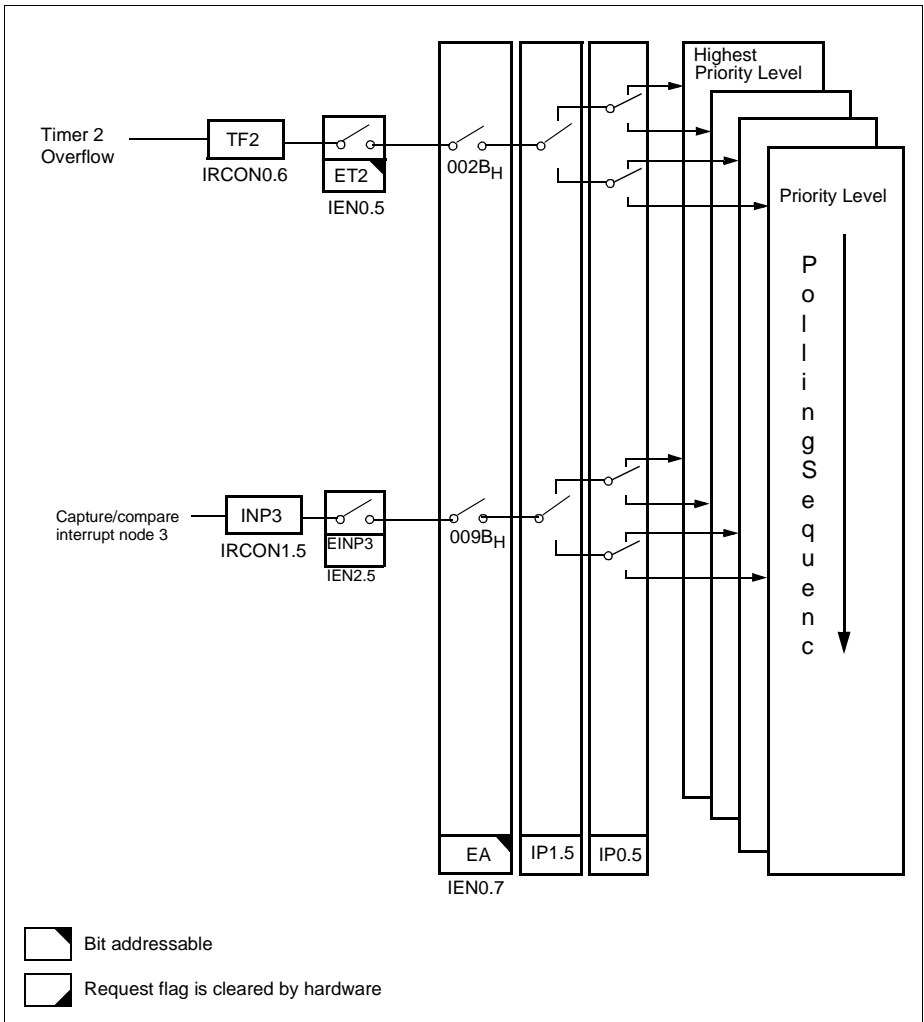 Highest
Priority Level
Timer 2
Overflow
TF2
IRCON0.6
ET2
IEN0.5
002BH
Priority Level
P
o
l
l
i
n
g
S
e
q
u
e
n
c
Capture/compare
interrupt node 3
INP3
IRCON1.5
EINP3
IEN2.5
009BH
EA
IP1.5
IP0.5
IEN0.7
Bit addressable
Request flag is cleared by hardware